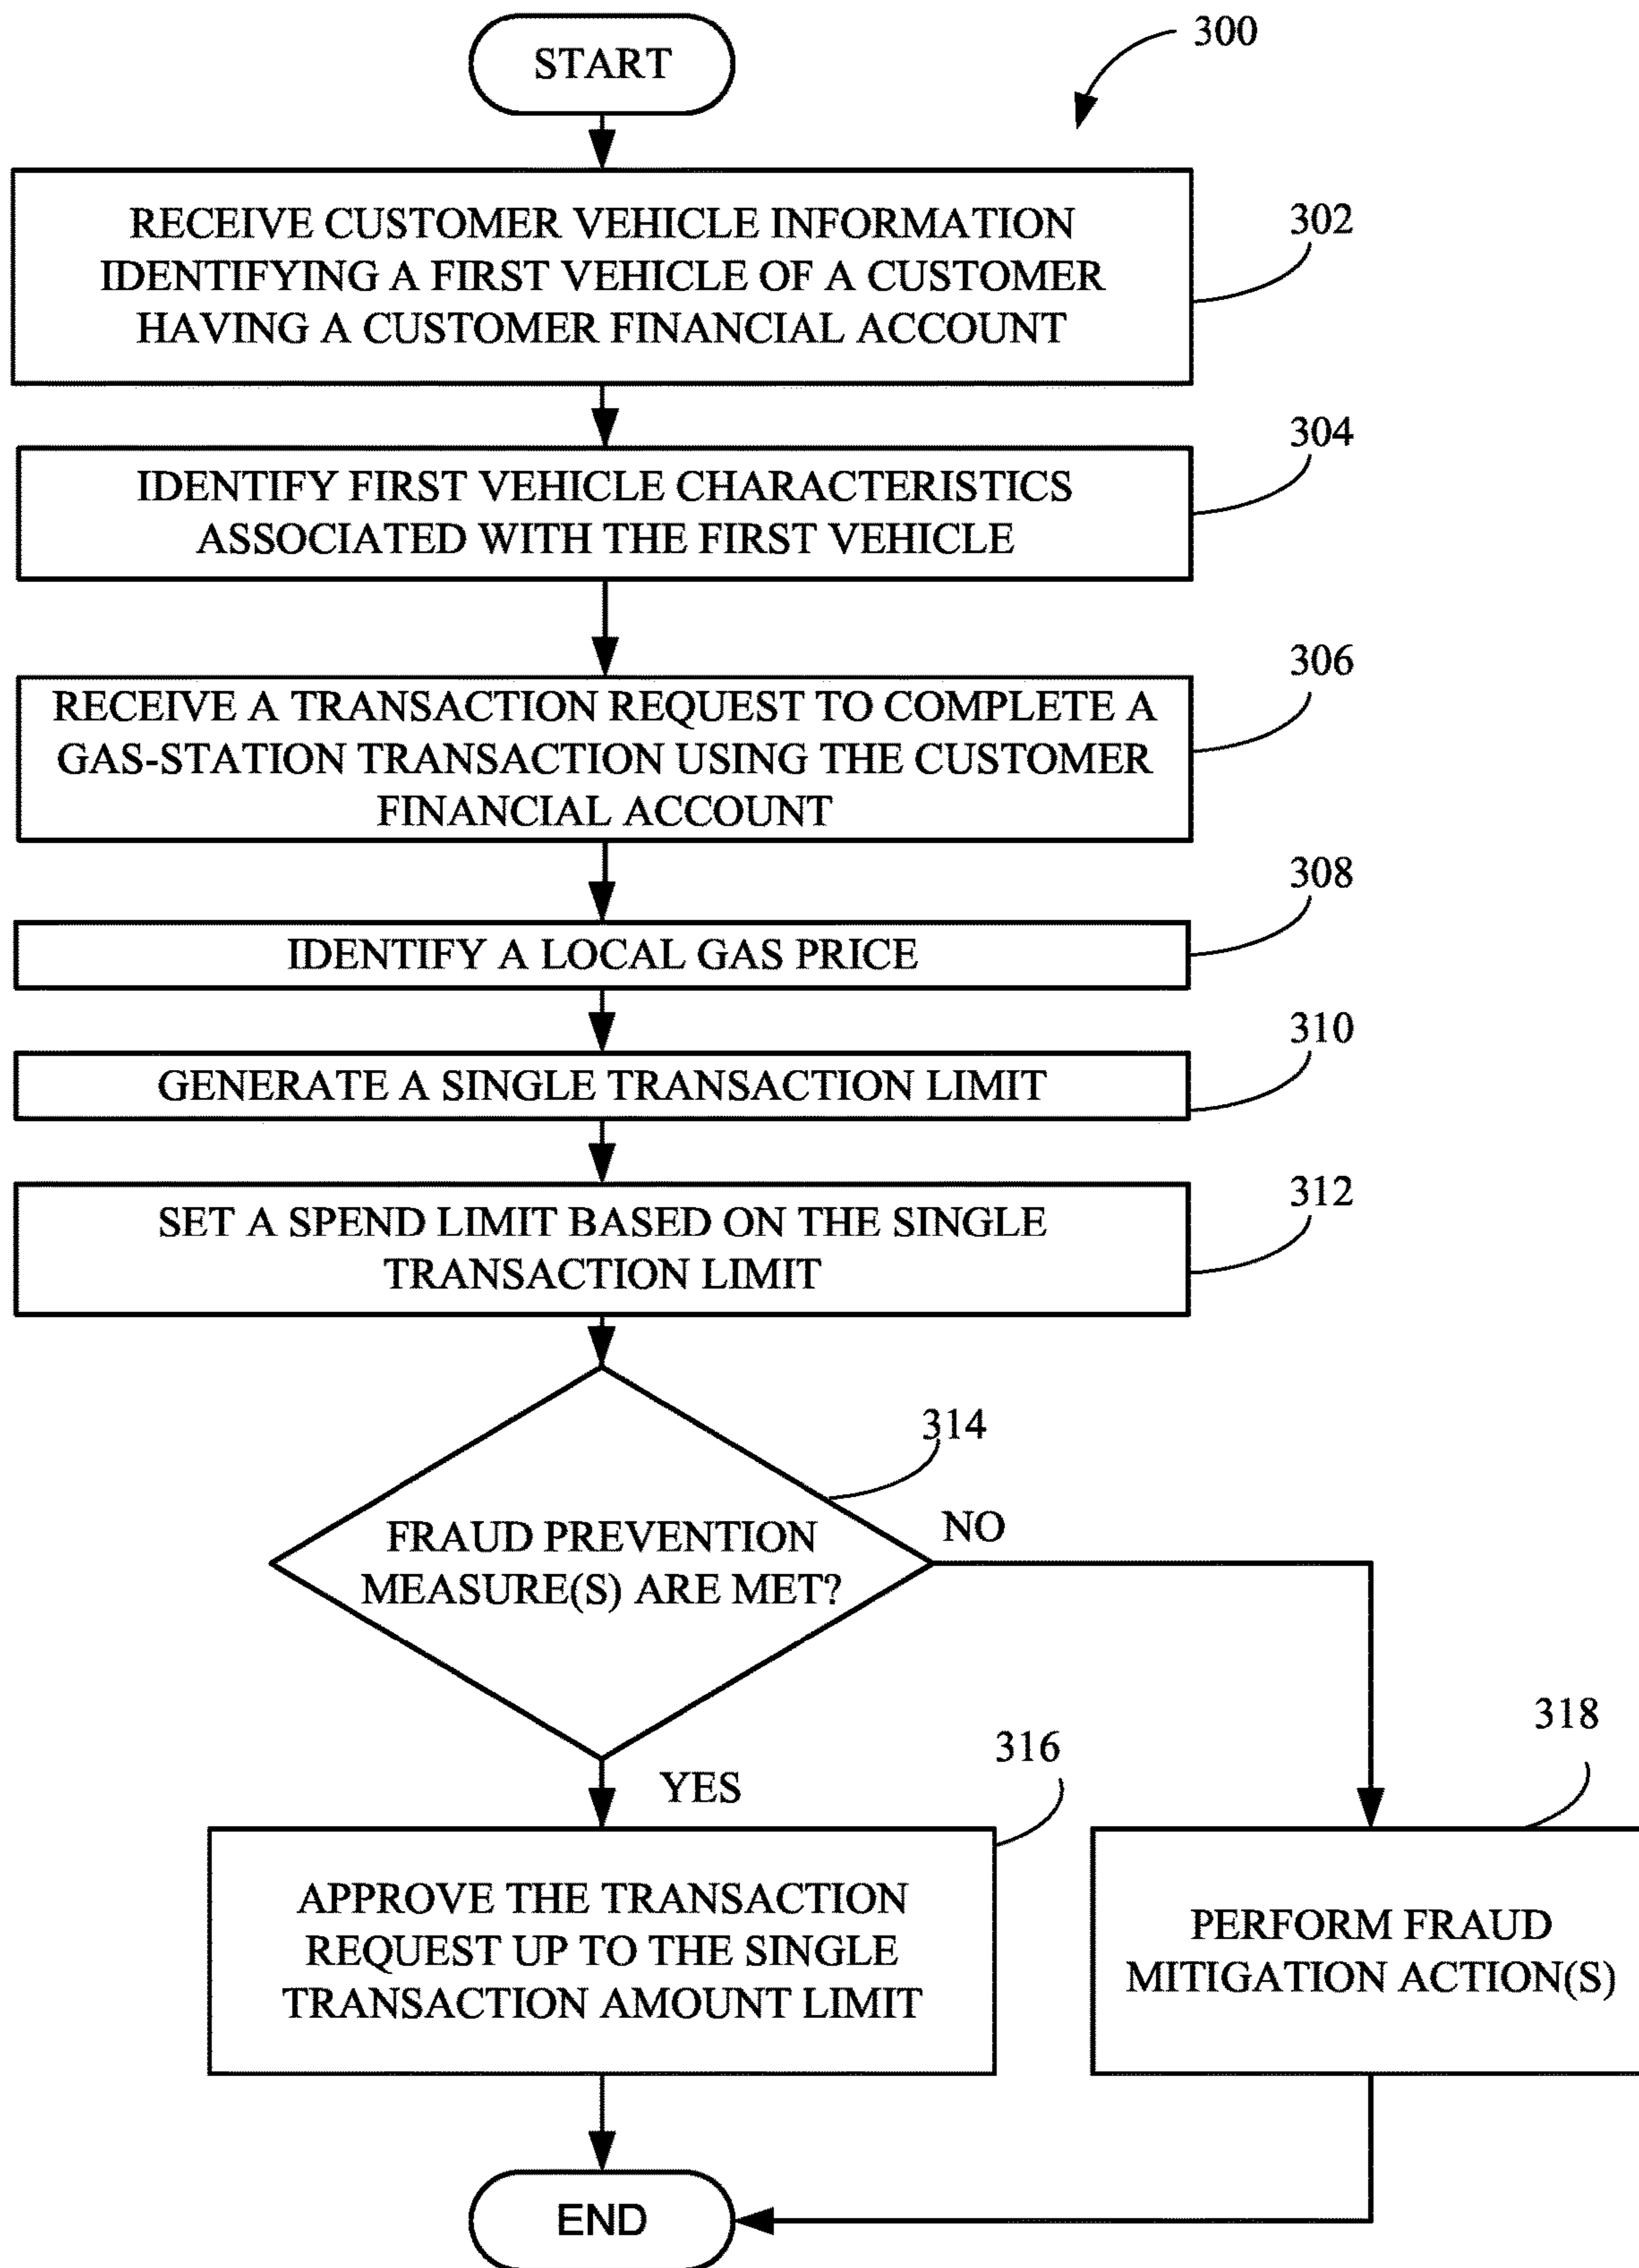 START
300
RECEIVE CUSTOMER VEHICLE INFORMATION
IDENTIFYING A FIRST VEHICLE OF A CUSTOMER
HAVING A CUSTOMER FINANCIAL ACCOUNT
302
IDENTIFY FIRST VEHICLE CHARACTERISTICS
ASSOCIATED WITH THE FIRST VEHICLE
304
RECEIVE A TRANSACTION REQUEST TO COMPLETE A
GAS-STATION TRANSACTION USING THE CUSTOMER
FINANCIAL ACCOUNT
306
IDENTIFY A LOCAL GAS PRICE
308
GENERATE A SINGLE TRANSACTION LIMIT
310
SET A SPEND LIMIT BASED ON THE SINGLE
TRANSACTION LIMIT
312
FRAUD PREVENTION
MEASURE(S) ARE MET?
314
NO
YES
APPROVE THE TRANSACTION
REQUEST UP TO THE SINGLE
TRANSACTION AMOUNT LIMIT
316
PERFORM FRAUD
MITIGATION ACTION(S)
318
END